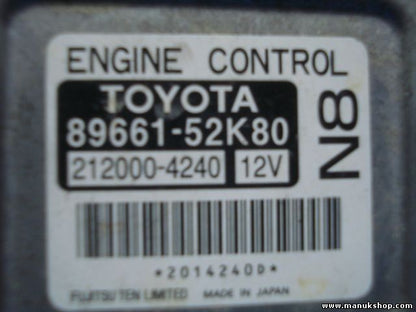 ENGINE CONTROL
TOYOTA
89661-52K80
212000-4240 12V
N8
*2014240D*
FUJITSU TEN LIMITED MADE IN JAPAN
www.manukshop.com